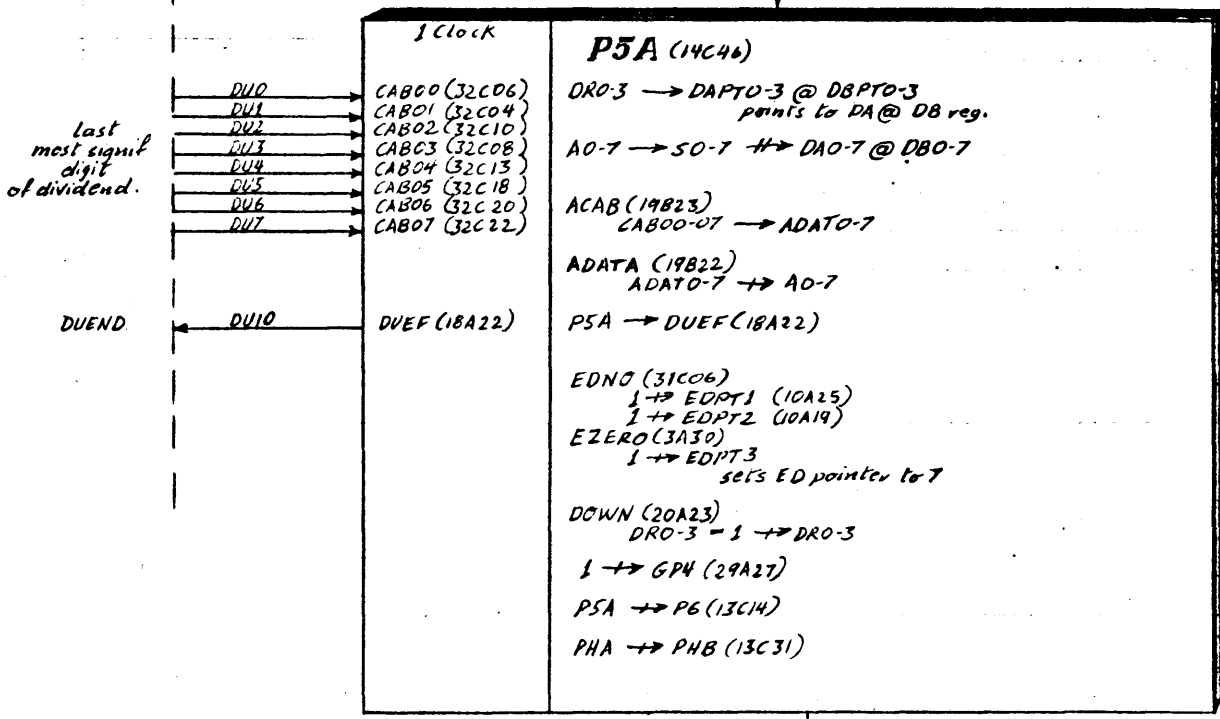 1 Clock
P5A (14C46)
DU0
DU1
DU2
DU3
DU4
DU5
DU6
DU7
last
most signif
digit
of dividend.
CAB00 (32C06)
CAB01 (32C04)
CAB02 (32C10)
CAB03 (32C08)
CAB04 (32C13)
CAB05 (32C18)
CAB06 (32C20)
CAB07 (32C22)
DR0-3 → DAPT0-3 @ DBPT0-3
points to DA @ DB reg.
A0-7 → S0-7 ⇸ DA0-7 @ DB0-7
ACAB (19B23)
CAB00-07 → ADAT0-7
ADATA (19B22)
ADAT0-7 ⇸ A0-7
DUEND
DU10
DUEF (18A22)
P5A → DUEF (18A22)
EDNO (31C06)
1 ⇸ EDPT1 (10A25)
1 ⇸ EDPT2 (10A19)
EZERO (3A30)
1 ⇸ EDPT3
sets ED pointer to 7
DOWN (20A23)
DR0-3 - 1 ⇸ DR0-3
1 ⇸ GP4 (29A27)
P5A ⇸ P6 (13C14)
PHA ⇸ PHB (13C31)